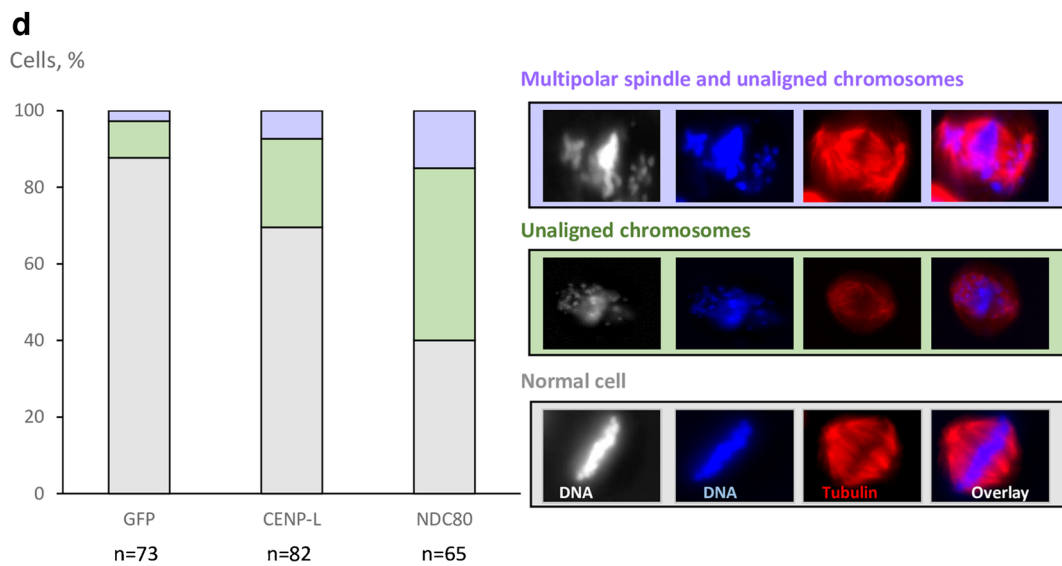 d
Cells, %
100
80
60
40
20
0
GFP CENP-L NDC80
n=73 n=82 n=65
Multipolar spindle and unaligned chromosomes
Unaligned chromosomes
Normal cell
DNA DNA Tubulin Overlay